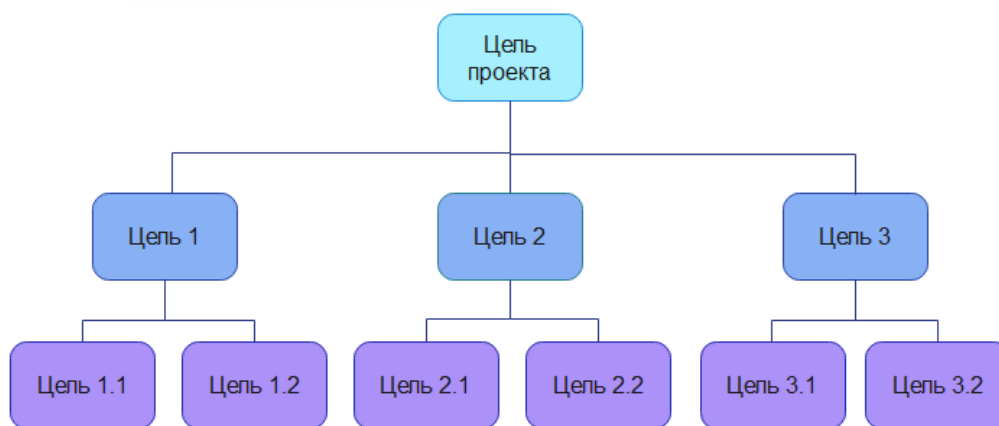 Цель
проекта
Цель 1
Цель 2
Цель 3
Цель 1.1
Цель 1.2
Цель 2.1
Цель 2.2
Цель 3.1
Цель 3.2